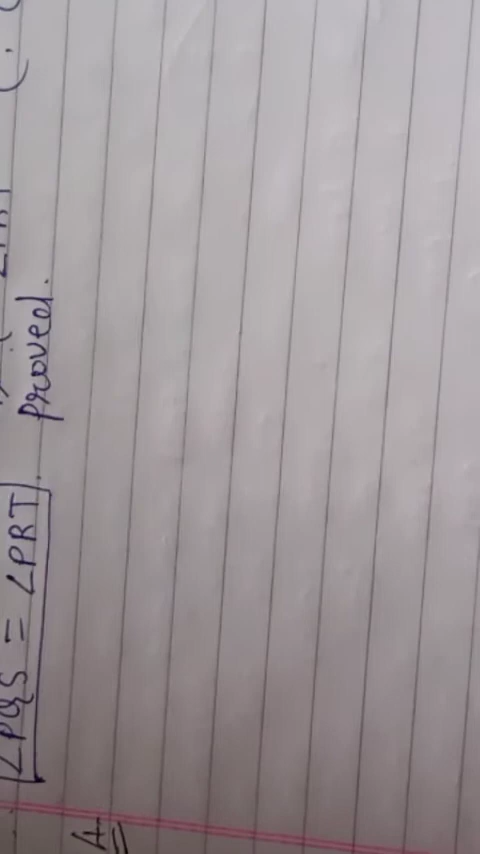 ∠PQS = ∠PRT. proved.
A